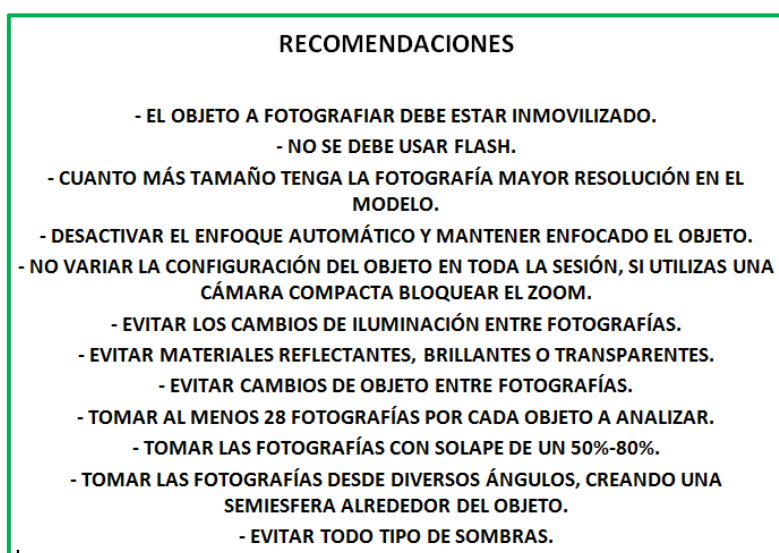 RECOMENDACIONES
- EL OBJETO A FOTOGRAFIAR DEBE ESTAR INMOVILIZADO.
- NO SE DEBE USAR FLASH.
- CUANTO MÁS TAMAÑO TENGA LA FOTOGRAFÍA MAYOR RESOLUCIÓN EN EL
MODELO.
- DESACTIVAR EL ENFOQUE AUTOMÁTICO Y MANTENER ENFOCADO EL OBJETO.
- NO VARIAR LA CONFIGURACIÓN DEL OBJETO EN TODA LA SESIÓN, SI UTILIZAS UNA
CÁMARA COMPACTA BLOQUEAR EL ZOOM.
- EVITAR LOS CAMBIOS DE ILUMINACIÓN ENTRE FOTOGRAFÍAS.
- EVITAR MATERIALES REFLECTANTES, BRILLANTES O TRANSPARENTES.
- EVITAR CAMBIOS DE OBJETO ENTRE FOTOGRAFÍAS.
- TOMAR AL MENOS 28 FOTOGRAFÍAS POR CADA OBJETO A ANALIZAR.
- TOMAR LAS FOTOGRAFÍAS CON SOLAPE DE UN 50%-80%.
- TOMAR LAS FOTOGRAFÍAS DESDE DIVERSOS ÁNGULOS, CREANDO UNA
SEMIESFERA ALREDEDOR DEL OBJETO.
- EVITAR TODO TIPO DE SOMBRAS.